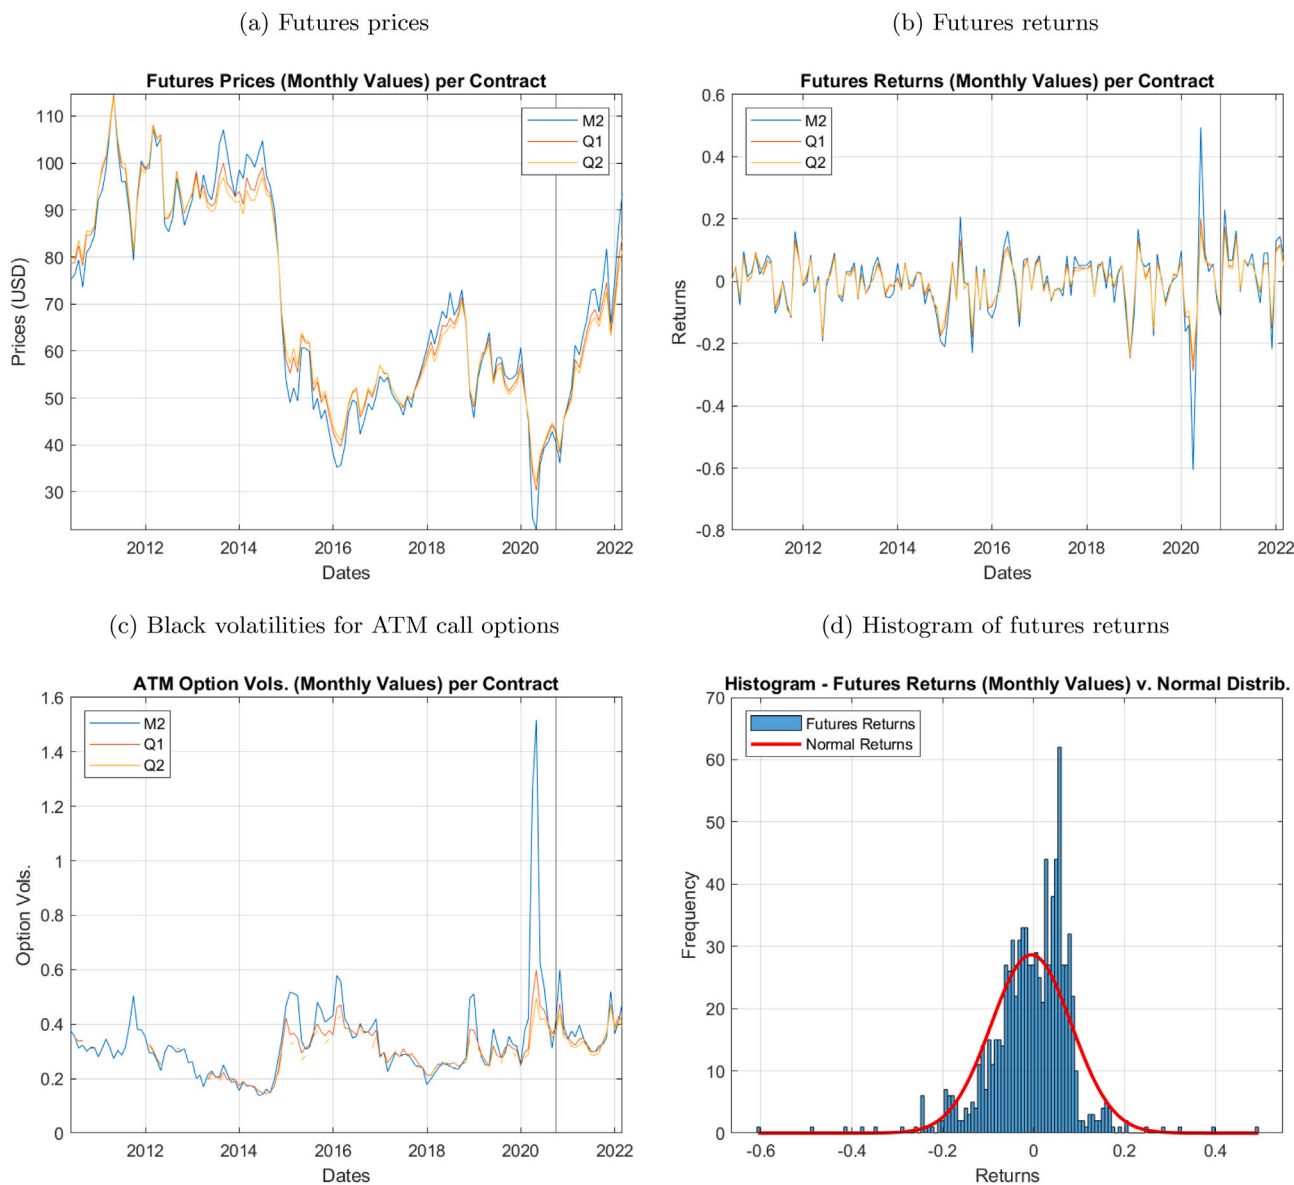 (a) Futures prices
(b) Futures returns
Futures Prices (Monthly Values) per Contract
Prices (USD)
110
100
90
80
70
60
50
40
30
M2
Q1
Q2
2012 2014 2016 2018 2020 2022
Dates
Futures Returns (Monthly Values) per Contract
Returns
0.6
0.4
0.2
0
-0.2
-0.4
-0.6
-0.8
M2
Q1
Q2
2012 2014 2016 2018 2020 2022
Dates
(c) Black volatilities for ATM call options
(d) Histogram of futures returns
ATM Option Vols. (Monthly Values) per Contract
Option Vols.
1.6
1.4
1.2
1
0.8
0.6
0.4
0.2
0
M2
Q1
Q2
2012 2014 2016 2018 2020 2022
Dates
Histogram - Futures Returns (Monthly Values) v. Normal Distrib.
Frequency
70
60
50
40
30
20
10
0
Futures Returns
Normal Returns
-0.6 -0.4 -0.2 0 0.2 0.4
Returns